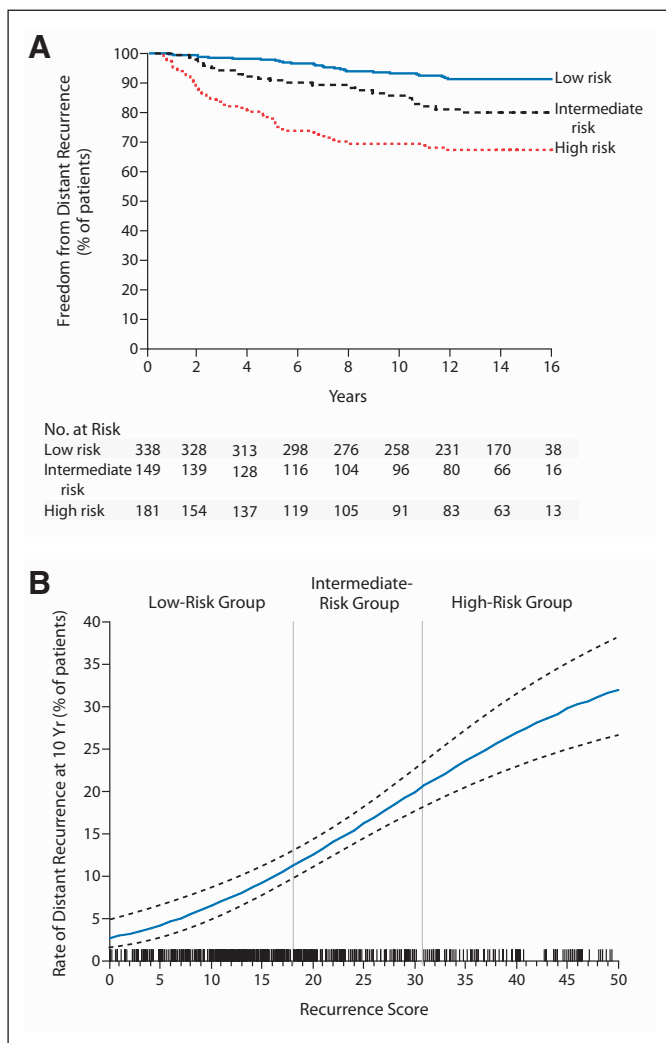 A
100
90
80
70
60
50
40
30
20
10
0
Freedom from Distant Recurrence
(% of patients)
Low risk
Intermediate
risk
High risk
0 2 4 6 8 10 12 14 16
Years
No. at Risk
Low risk 338 328 313 298 276 258 231 170 38
Intermediate 149 139 128 116 104 96 80 66 16
risk
High risk 181 154 137 119 105 91 83 63 13
B
Low-Risk Group
Intermediate-
Risk Group
High-Risk Group
40
35
30
25
20
15
10
5
0
Rate of Distant Recurrence at 10 Yr (% of patients)
0 5 10 15 20 25 30 35 40 45 50
Recurrence Score